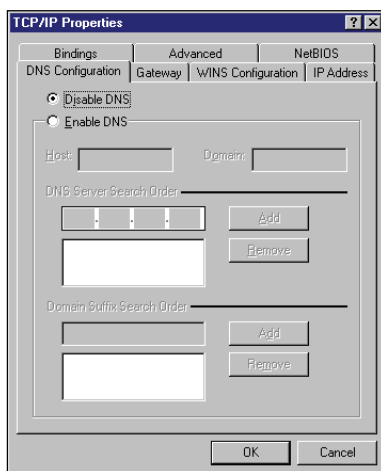 TCP/IP Properties
Bindings Advanced NetBIOS
DNS Configuration Gateway WINS Configuration IP Address
Disable DNS
Enable DNS
Host: Domain:
DNS Server Search Order
Add
Remove
Domain Suffix Search Order
Add
Remove
OK Cancel